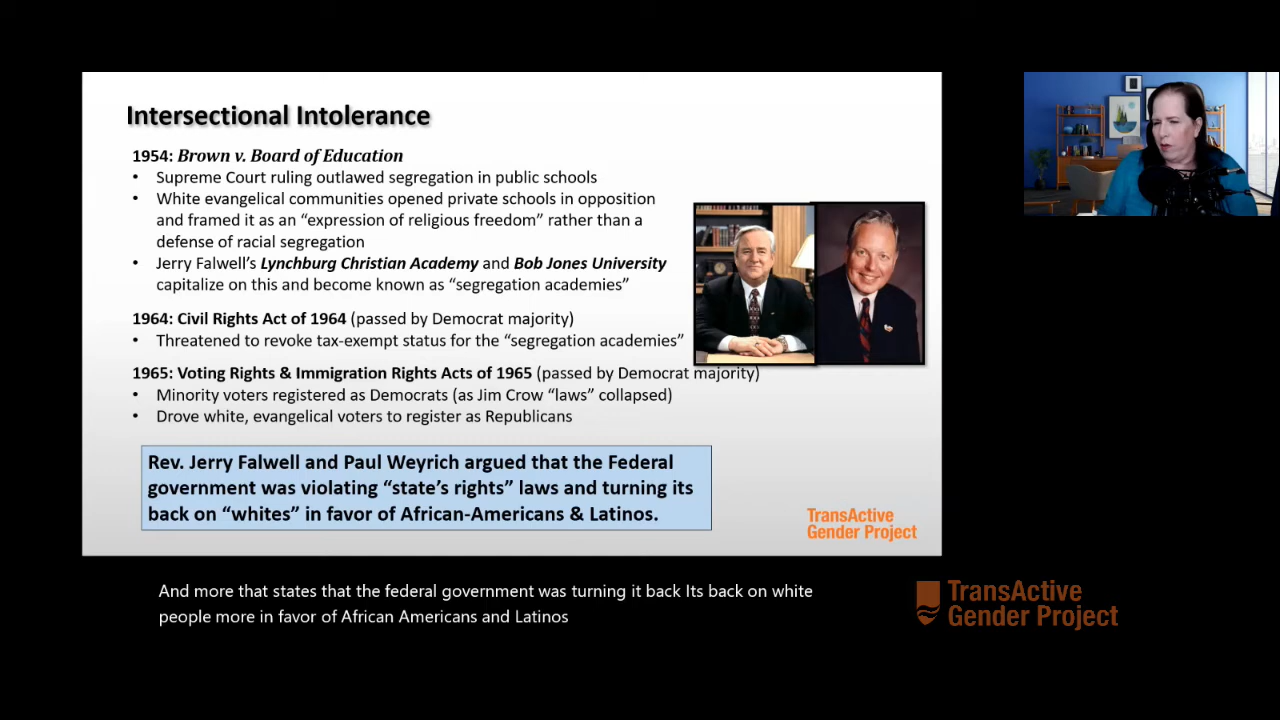 Intersectional Intolerance
1954: Brown v. Board of Education
• Supreme Court ruling outlawed segregation in public schools
• White evangelical communities opened private schools in opposition
and framed it as an “expression of religious freedom” rather than a
defense of racial segregation
• Jerry Falwell’s Lynchburg Christian Academy and Bob Jones University
capitalize on this and become known as “segregation academies”
1964: Civil Rights Act of 1964 (passed by Democrat majority)
• Threatened to revoke tax-exempt status for the “segregation academies”
1965: Voting Rights & Immigration Rights Acts of 1965 (passed by Democrat majority)
• Minority voters registered as Democrats (as Jim Crow “laws” collapsed)
• Drove white, evangelical voters to register as Republicans
Rev. Jerry Falwell and Paul Weyrich argued that the Federal
government was violating “state’s rights” laws and turning its
back on “whites” in favor of African-Americans & Latinos.
TransActive
Gender Project
And more that states that the federal government was turning it back Its back on white
people more in favor of African Americans and Latinos
TransActive
Gender Project